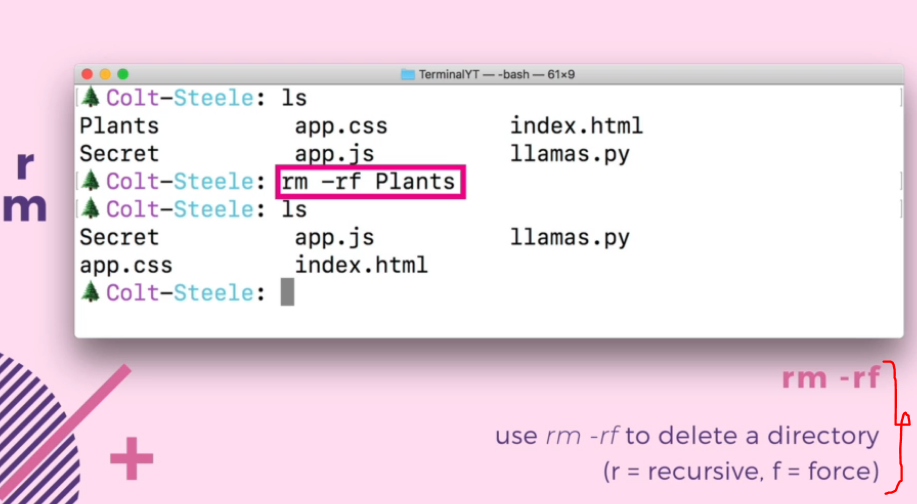 TerminalYT — -bash — 61×9
Colt-Steele: ls
Plants app.css index.html
Secret app.js llamas.py
Colt-Steele: rm -rf Plants
Colt-Steele: ls
Secret app.js llamas.py
app.css index.html
Colt-Steele:
r
m
rm -rf
use rm -rf to delete a directory
(r = recursive, f = force)